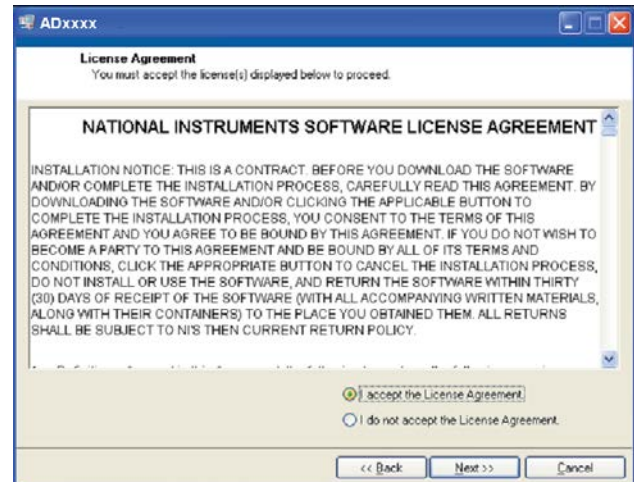 ADxxxx
License Agreement
You must accept the license(s) displayed below to proceed.
NATIONAL INSTRUMENTS SOFTWARE LICENSE AGREEMENT
INSTALLATION NOTICE: THIS IS A CONTRACT. BEFORE YOU DOWNLOAD THE SOFTWARE
AND/OR COMPLETE THE INSTALLATION PROCESS, CAREFULLY READ THIS AGREEMENT. BY
DOWNLOADING THE SOFTWARE AND/OR CLICKING THE APPLICABLE BUTTON TO
COMPLETE THE INSTALLATION PROCESS, YOU CONSENT TO THE TERMS OF THIS
AGREEMENT AND YOU AGREE TO BE BOUND BY THIS AGREEMENT. IF YOU DO NOT WISH TO
BECOME A PARTY TO THIS AGREEMENT AND BE BOUND BY ALL OF ITS TERMS AND
CONDITIONS, CLICK THE APPROPRIATE BUTTON TO CANCEL THE INSTALLATION PROCESS,
DO NOT INSTALL OR USE THE SOFTWARE, AND RETURN THE SOFTWARE WITHIN THIRTY
(30) DAYS OF RECEIPT OF THE SOFTWARE (WITH ALL ACCOMPANYING WRITTEN MATERIALS,
ALONG WITH THEIR CONTAINERS) TO THE PLACE YOU OBTAINED THEM. ALL RETURNS
SHALL BE SUBJECT TO NI'S THEN CURRENT RETURN POLICY.
I accept the License Agreement.
I do not accept the License Agreement.
<< Back
Next >>
Cancel